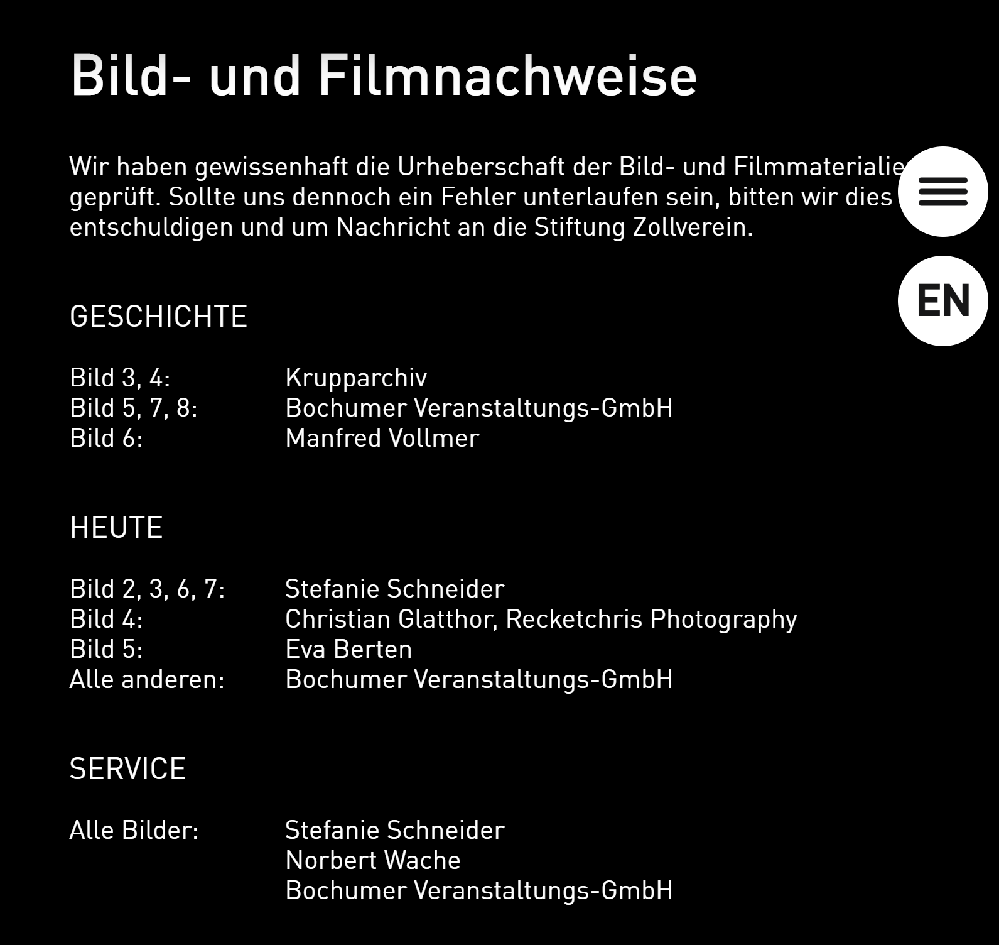 Bild- und Filmnachweise
Wir haben gewissenhaft die Urheberschaft der Bild- und
geprüft. Sollte uns dennoch ein Fehler unterlaufen sein, bitten wir dies
entschuldigen und um Nachricht an die Stiftung Zollverein.
EN
GESCHICHTE
Bild 3, 4: Krupparchiv
Bild 5, 7, 8: Bochumer Veranstaltungs-GmbH
Bild 6: Manfred Vollmer
HEUTE
Bild 2, 3, 6, 7: Stefanie Schneider
Bild 4: Christian Glatthor, Recketchris Photography
Bild 5: Eva Berten
Alle anderen: Bochumer Veranstaltungs-GmbH
SERVICE
Alle Bilder: Stefanie Schneider
Norbert Wache
Bochumer Veranstaltungs-GmbH